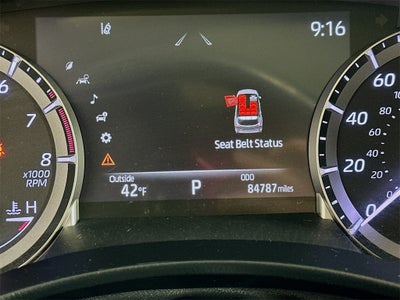 9:16
6
7
8
x1000
RPM
H
Seat Belt Status
Outside
42°F
P
ODO
84787 miles
60
40
20
0